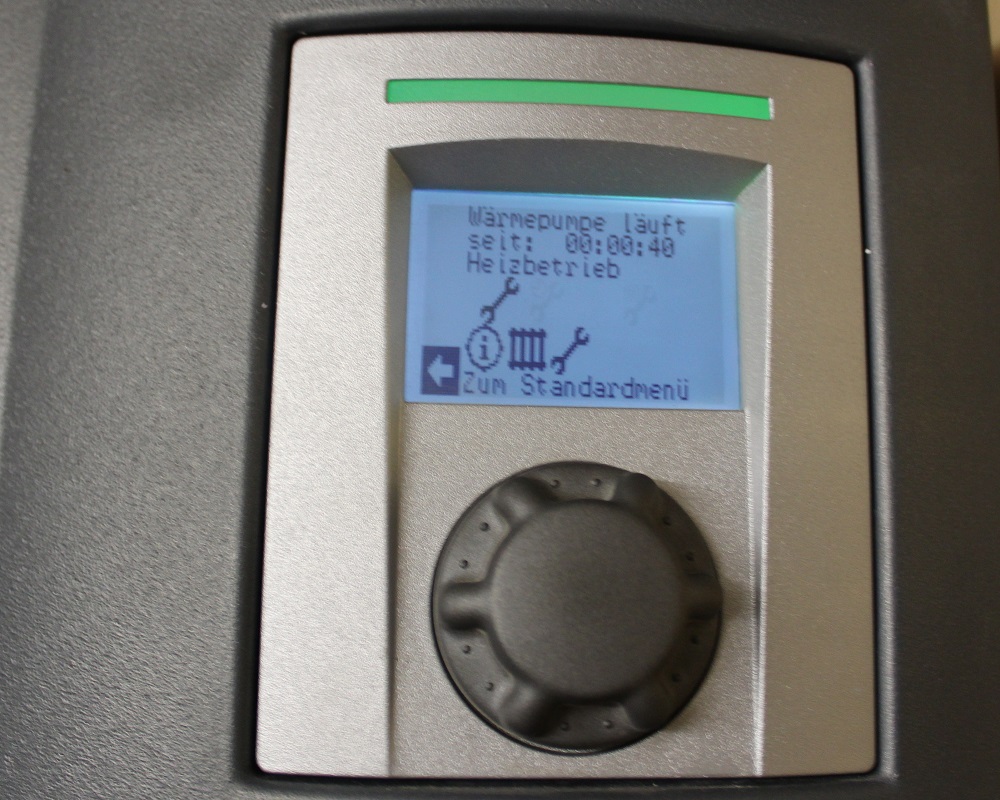 Wärmepumpe läuft
seit: 00:00:40
Heizbetrieb
i
Zum Standardmenü